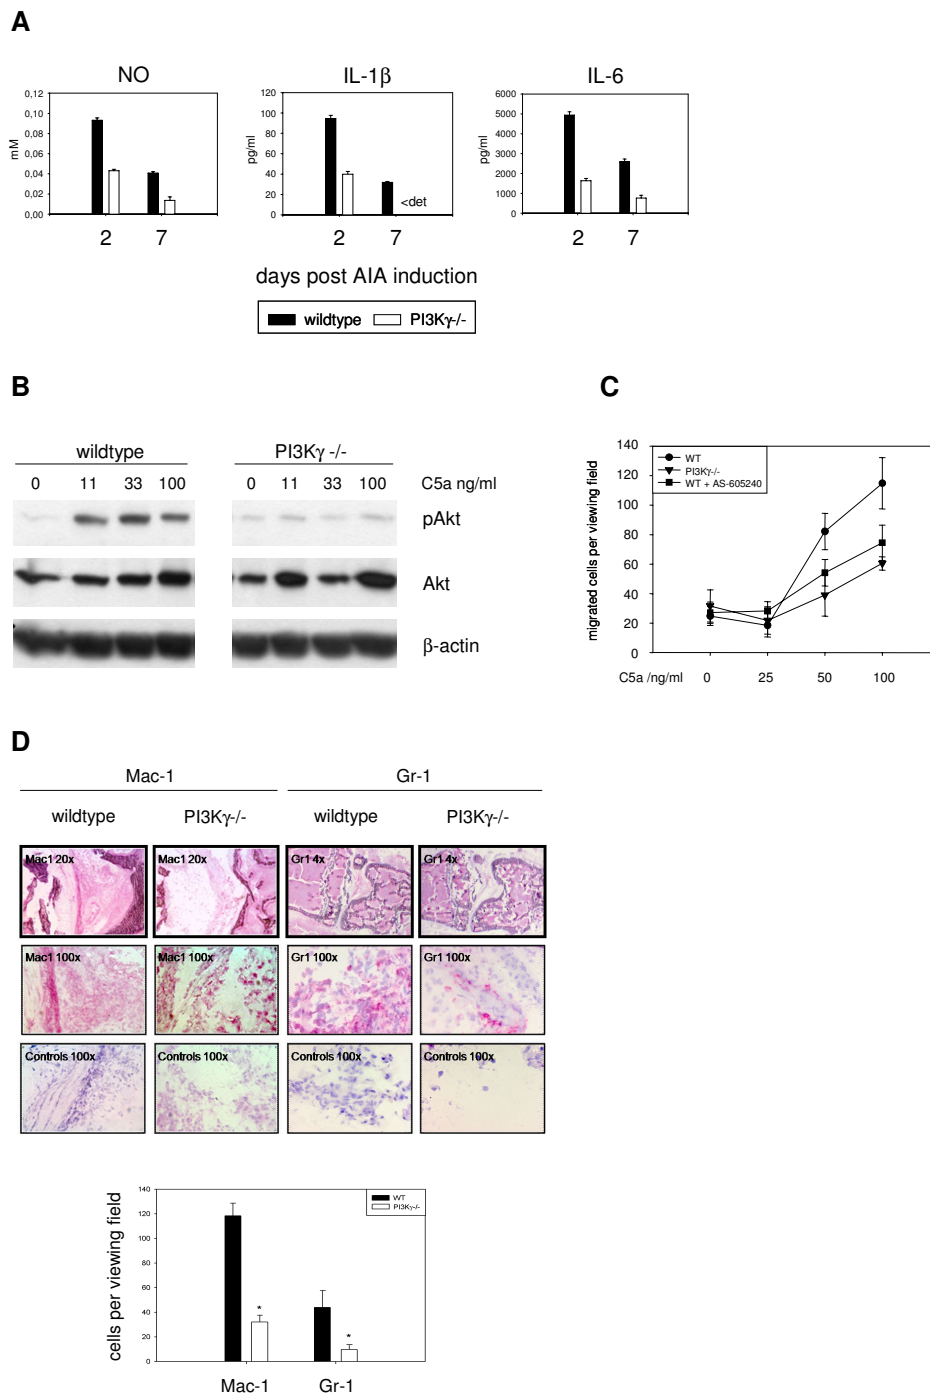 A
NO
IL-1β
IL-6
0,12
0,10
0,08
0,06
0,04
0,02
0,00
mM
2 7
120
100
80
60
40
20
0
pg/ml
<det
2 7
6000
5000
4000
3000
2000
1000
0
pg/ml
2 7
days post AIA induction
wildtype PI3Kγ-/-
B
wildtype PI3Kγ -/-
0 11 33 100 0 11 33 100 C5a ng/ml
pAkt
Akt
β-actin
C
140
120
100
80
60
40
20
0
migrated cells per viewing field
WT
PI3Kγ-/-
WT + AS-605240
C5a /ng/ml 0 25 50 100
D
Mac-1 Gr-1
wildtype PI3Kγ-/- wildtype PI3Kγ-/-
Mac1 20x Mac1 20x Gr1 4x Gr1 4x
Mac1 100x Mac1 100x Gr1 100x Gr1 100x
Controls 100x Controls 100x Controls 100x Controls 100x
140
120
100
80
60
40
20
0
cells per viewing field
WT
PI3Kγ-/-
* *
Mac-1 Gr-1